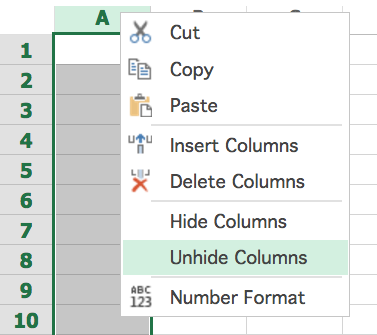 A
1
Cut
2
Copy
3
Paste
4
Insert Columns
5
Delete Columns
6
7
Hide Columns
8
Unhide Columns
9
ABC
123
Number Format
10